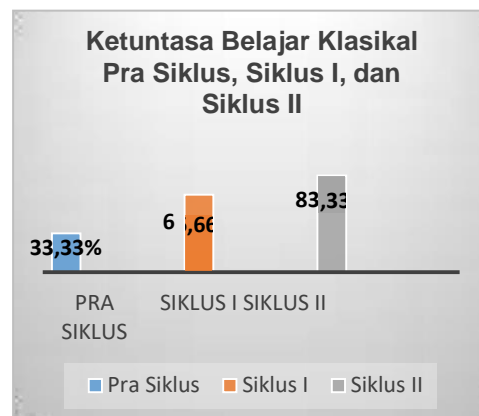 Ketuntasa Belajar Klasikal
Pra Siklus, Siklus I, dan
Siklus II
83,33
6 ,66
33,33%
PRA SIKLUS I SIKLUS II
SIKLUS
Pra Siklus Siklus I Siklus II